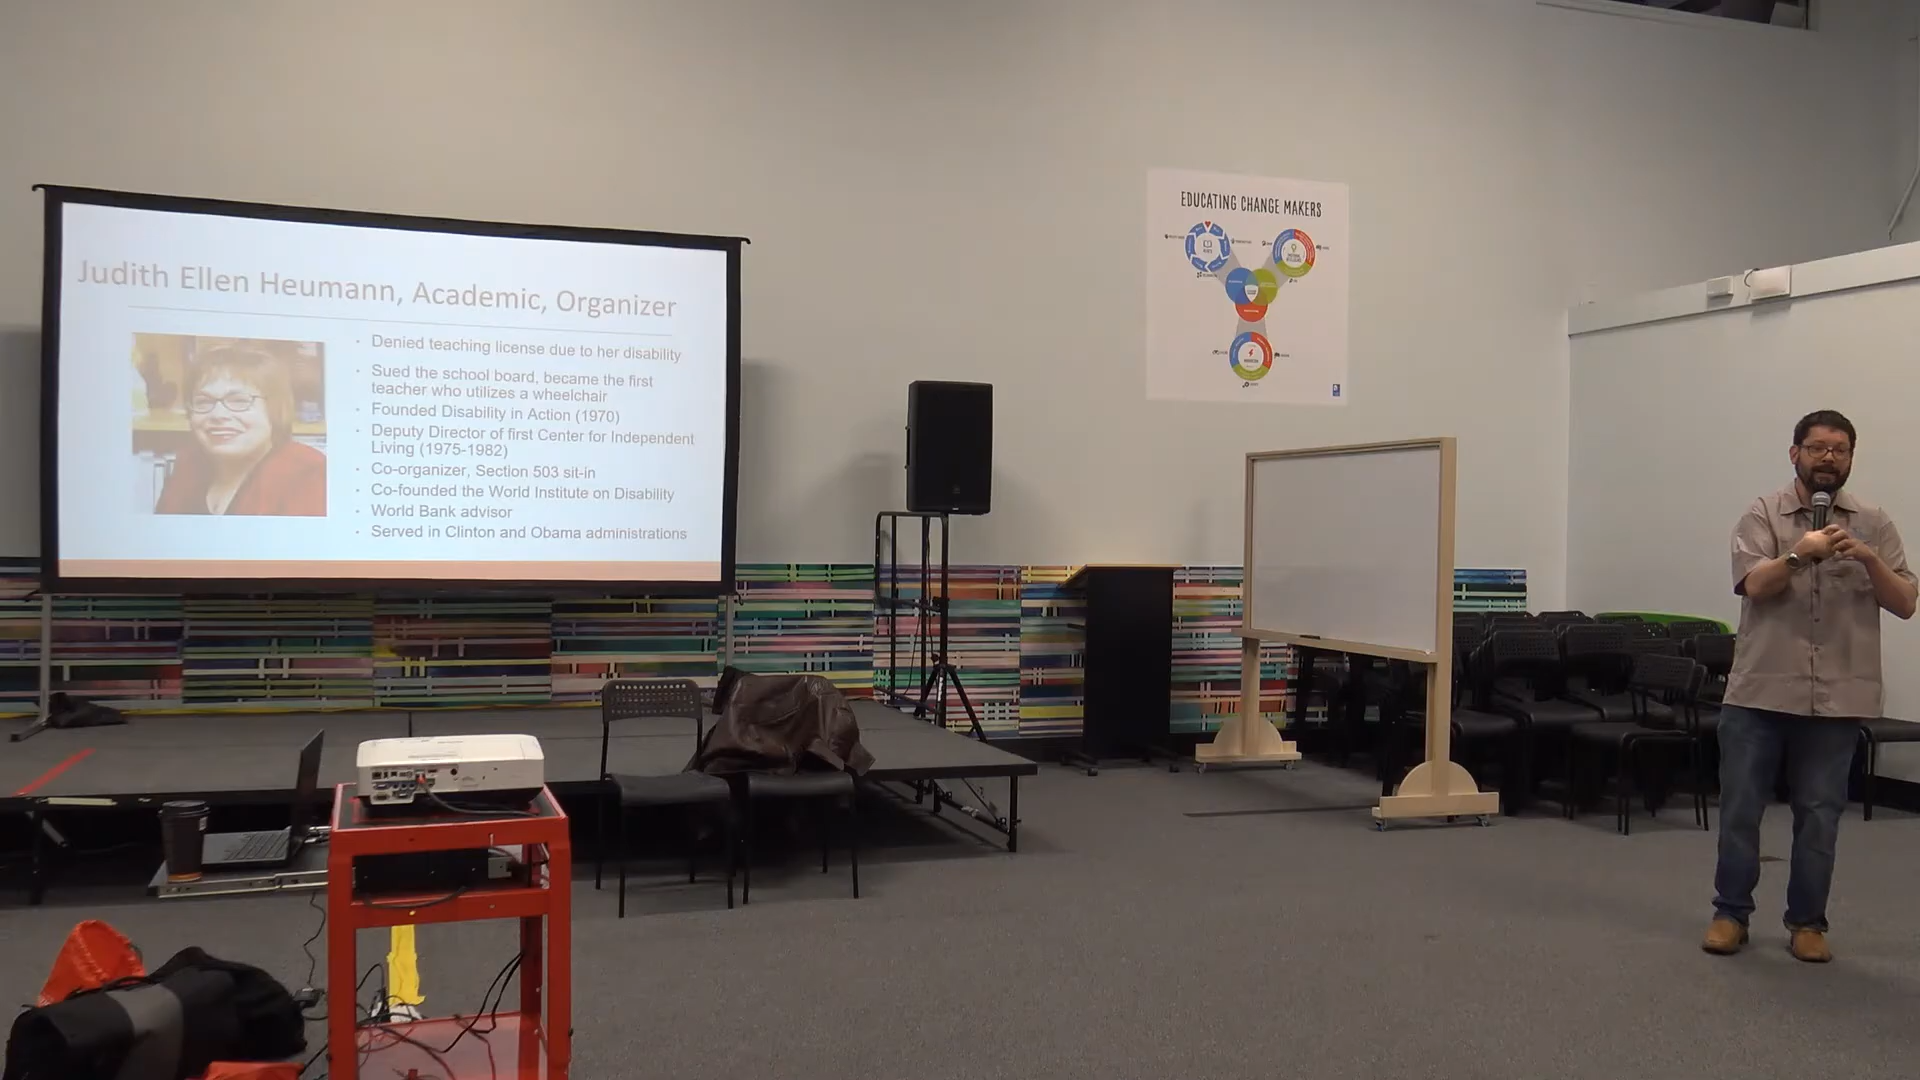 Judith Ellen Heumann, Academic, Organizer
· Denied teaching license due to her disability
· Sued the school board, became the first
teacher who utilizes a wheelchair
· Founded Disability in Action (1970)
· Deputy Director of first Center for Independent
Living (1975-1982)
· Co-organizer, Section 503 sit-in
· Co-founded the World Institute on Disability
· World Bank advisor
· Served in Clinton and Obama administrations
EDUCATING CHANGE MAKERS